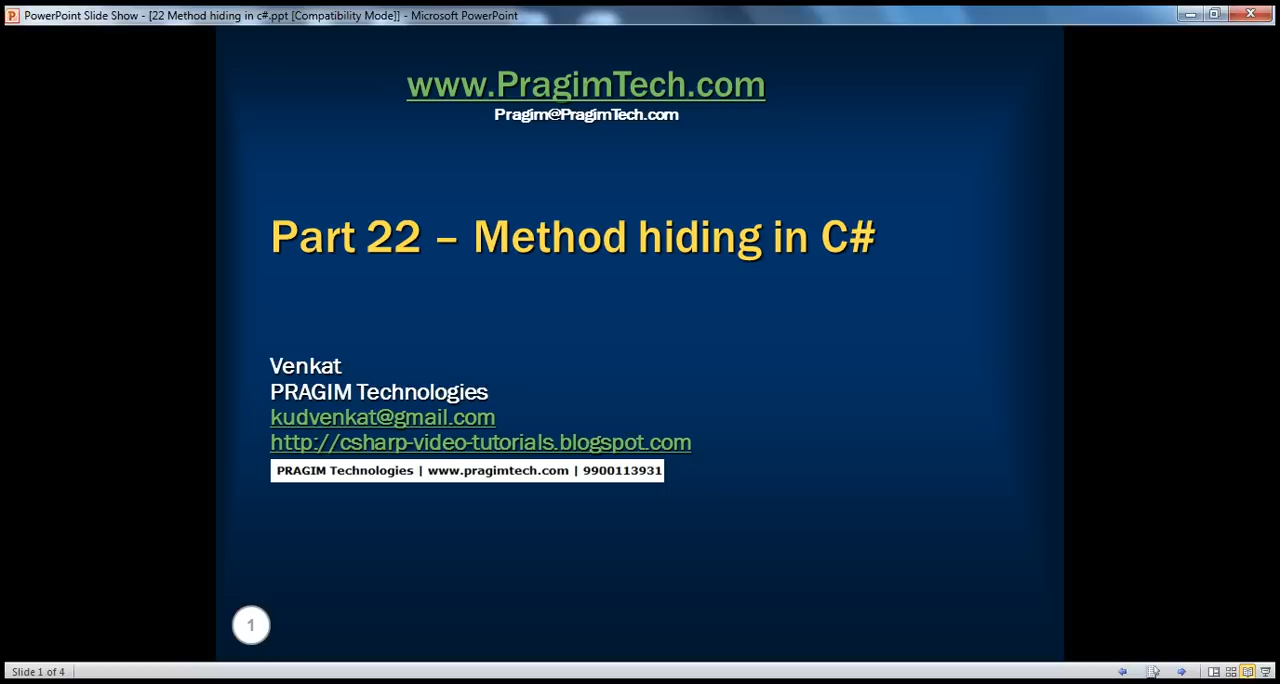 PowerPoint Slide Show - [22 Method hiding in c#.ppt [Compatibility Mode]] - Microsoft PowerPoint
www.PragimTech.com
Pragim@PragimTech.com
Part 22 – Method hiding in C#
Venkat
PRAGIM Technologies
kudvenkat@gmail.com
http://csharp-video-tutorials.blogspot.com
PRAGIM Technologies | www.pragimtech.com | 9900113931
1
Slide 1 of 4